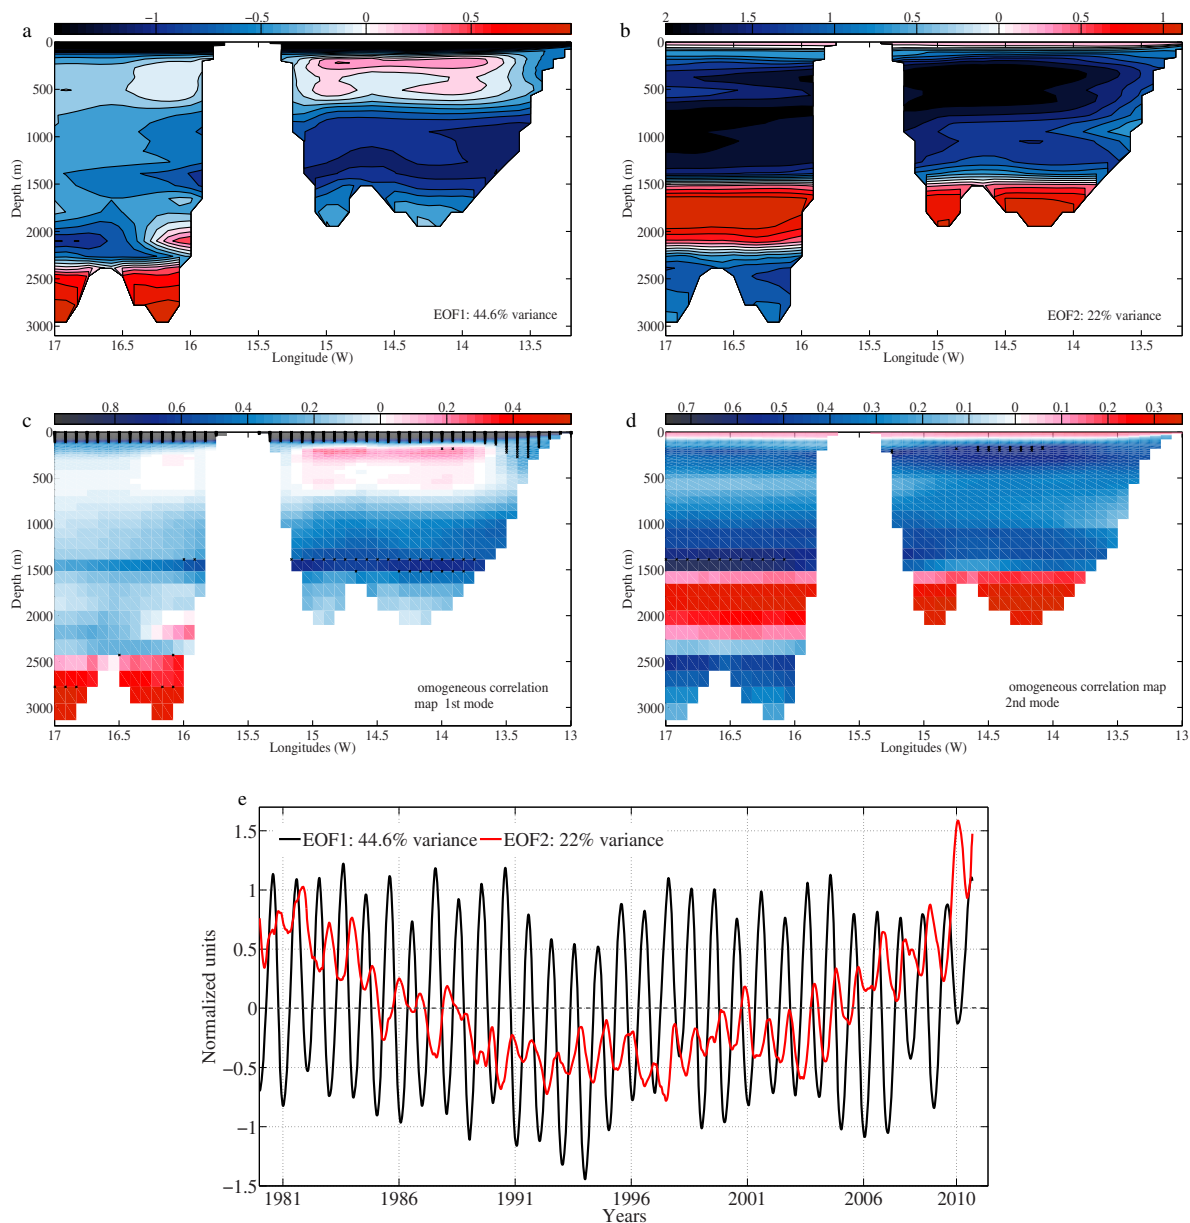 a
−1 −0.5 0 0.5
0
500
1000
1500
2000
2500
3000
Depth (m)
EOF1: 44.6% variance
17 16.5 16 15.5 15 14.5 14 13.5
Longitude (W)
b
2 1.5 1 0.5 0 0.5 1
0
500
1000
1500
2000
2500
3000
Depth (m)
EOF2: 22% variance
17 16.5 16 15.5 15 14.5 14 13.5
Longitude (W)
c
0.8 0.6 0.4 0.2 0 0.2 0.4
0
500
1000
1500
2000
2500
3000
Depth (m)
omogeneous correlation
map 1st mode
17 16.5 16 15.5 15 14.5 14 13.5 13
Longitudes (W)
d
0.7 0.6 0.5 0.4 0.3 0.2 0.1 0 0.1 0.2 0.3
0
500
1000
1500
2000
2500
3000
Depth (m)
omogeneous correlation map
2nd mode
17 16.5 16 15.5 15 14.5 14 13.5 13
Longitudes (W)
e
EOF1: 44.6% variance EOF2: 22% variance
1.5
1
0.5
0
−0.5
−1
−1.5
Normalized units
1981 1986 1991 1996 2001 2006 2010
Years